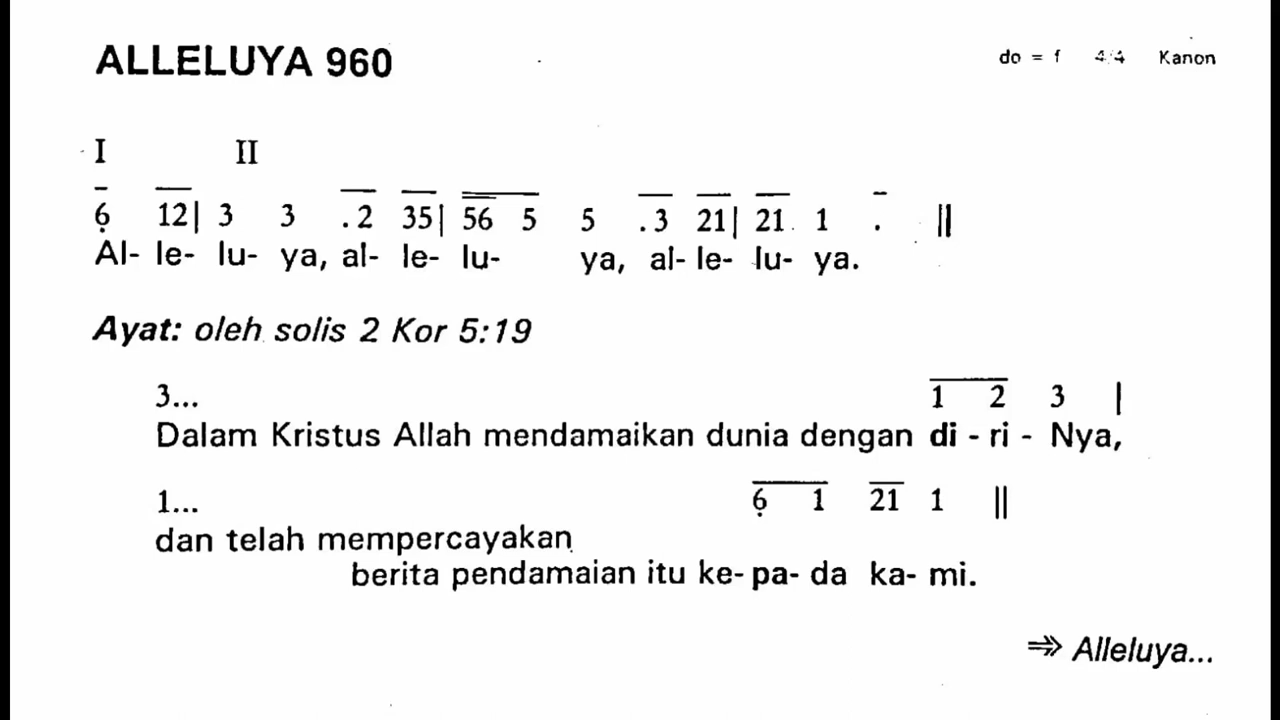 ALLELUYA 960
do = f 4/4 Kanon
I II
6̣ 12| 3 3 .2 35| 56 5 5 .3 21| 21 1 . ||
Al- le- lu- ya, al- le- lu- ya, al- le- lu- ya.
Ayat: oleh solis 2 Kor 5:19
3... 1 2 3 |
Dalam Kristus Allah mendamaikan dunia dengan di - ri - Nya,
1... 6̣ 1 21 1 ||
dan telah mempercayakan
berita pendamaian itu ke- pa- da ka- mi.
⇒ Alleluya...